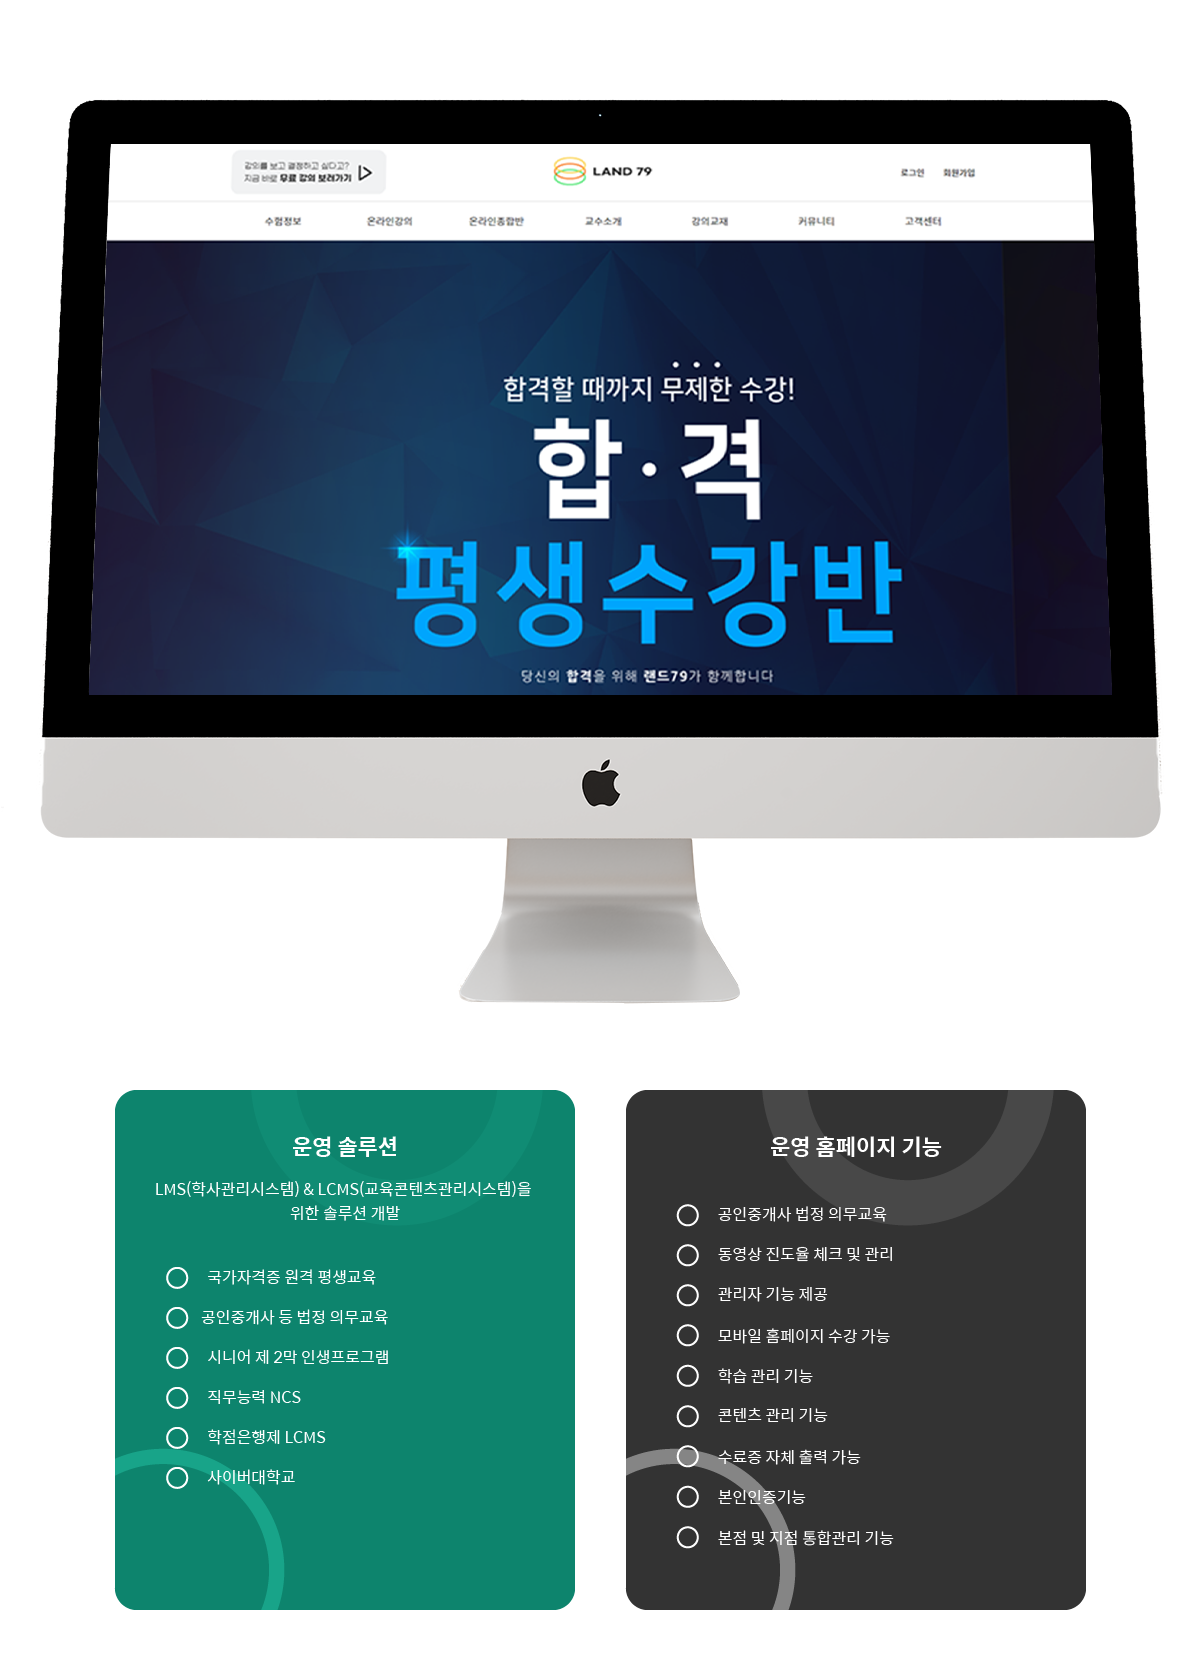 강의를 보고 결정하고 싶다고?
지금 바로 무료 강의 보러가기
LAND 79
로그인 회원가입
수험정보 온라인강의 온라인종합반 교수소개 강의교재 커뮤니티 고객센터
합격할 때까지 무제한 수강!
합·격
평생수강반
당신의 합격을 위해 랜드79가 함께합니다
운영 솔루션
LMS(학사관리시스템) & LCMS(교육콘텐츠관리시스템)을
위한 솔루션 개발
국가자격증 원격 평생교육
공인중개사 등 법정 의무교육
시니어 제 2막 인생프로그램
직무능력 NCS
학점은행제 LCMS
사이버대학교
운영 홈페이지 기능
공인중개사 법정 의무교육
동영상 진도율 체크 및 관리
관리자 기능 제공
모바일 홈페이지 수강 가능
학습 관리 기능
콘텐츠 관리 기능
수료증 자체 출력 가능
본인인증기능
본점 및 지점 통합관리 기능